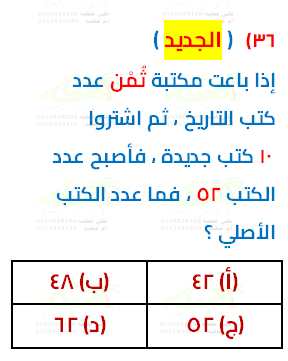 ٣٦) ( الجديد )
إذا باعت مكتبة ثُمْن عدد
كتب التاريخ ، ثم اشتروا
١٠ كتب جديدة ، فأصبح عدد
الكتب ٥٢ ، فما عدد الكتب
الأصلي ؟
(أ) ٤٢ (ب) ٤٨
(ج) ٥٢ (د) ٦٢